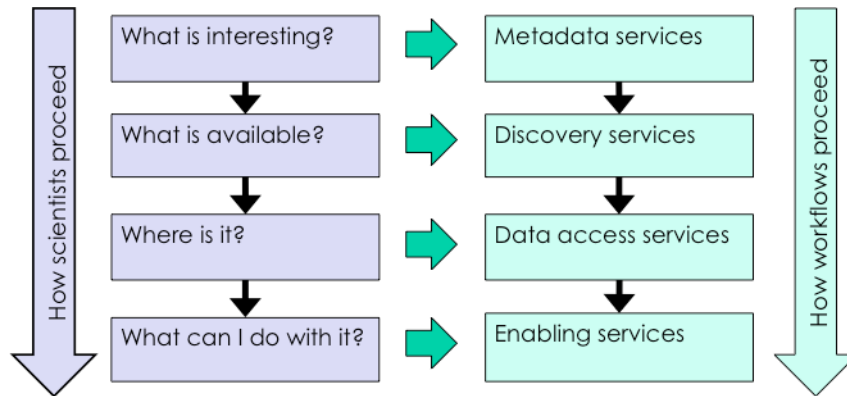 How scientists proceed
What is interesting?
Metadata services
What is available?
Discovery services
Where is it?
Data access services
What can I do with it?
Enabling services
How workflows proceed